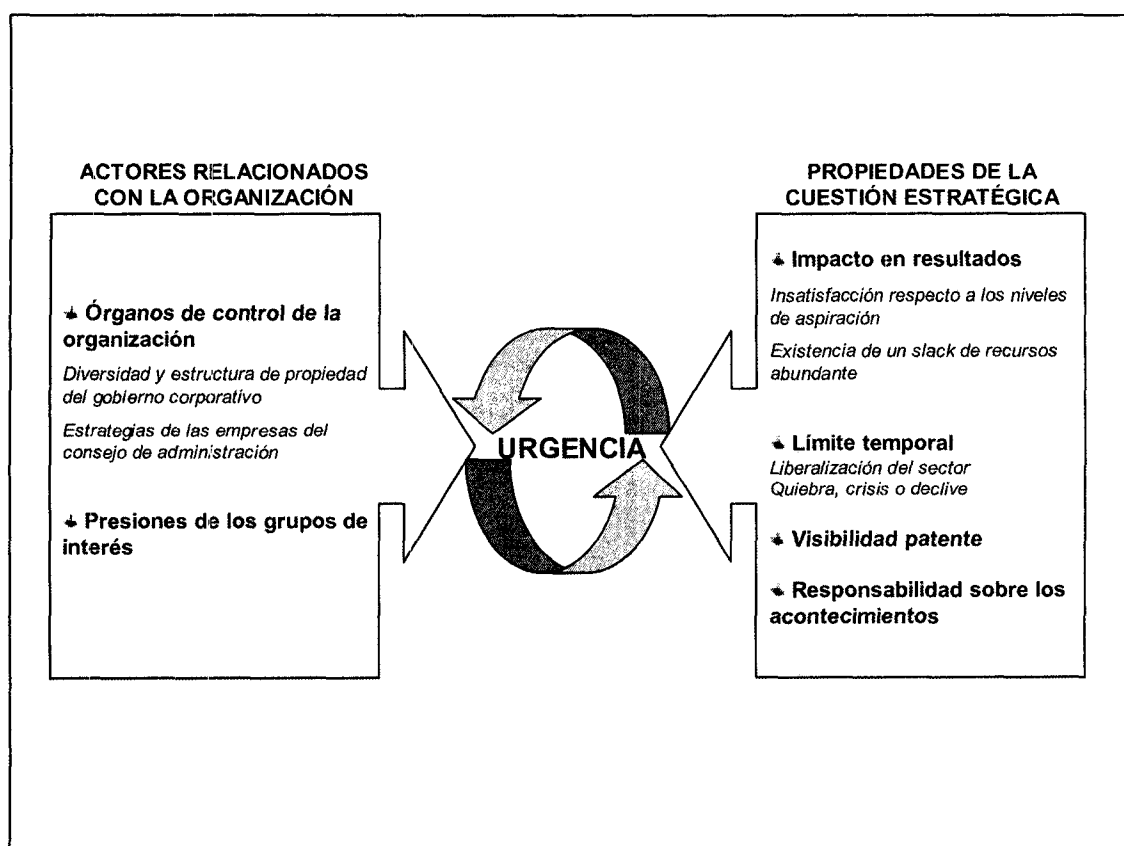 ACTORES RELACIONADOS
CON LA ORGANIZACIÓN
Órganos de control de la
organización
Diversidad y estructura de propiedad
del gobierno corporativo
Estrategias de las empresas del
consejo de administración
Presiones de los grupos de
interés
URGENCIA
PROPIEDADES DE LA
CUESTIÓN ESTRATÉGICA
Impacto en resultados
Insatisfacción respecto a los niveles
de aspiración
Existencia de un slack de recursos
abundante
Límite temporal
Liberalización del sector
Quiebra, crisis o declive
Visibilidad patente
Responsabilidad sobre los
acontecimientos